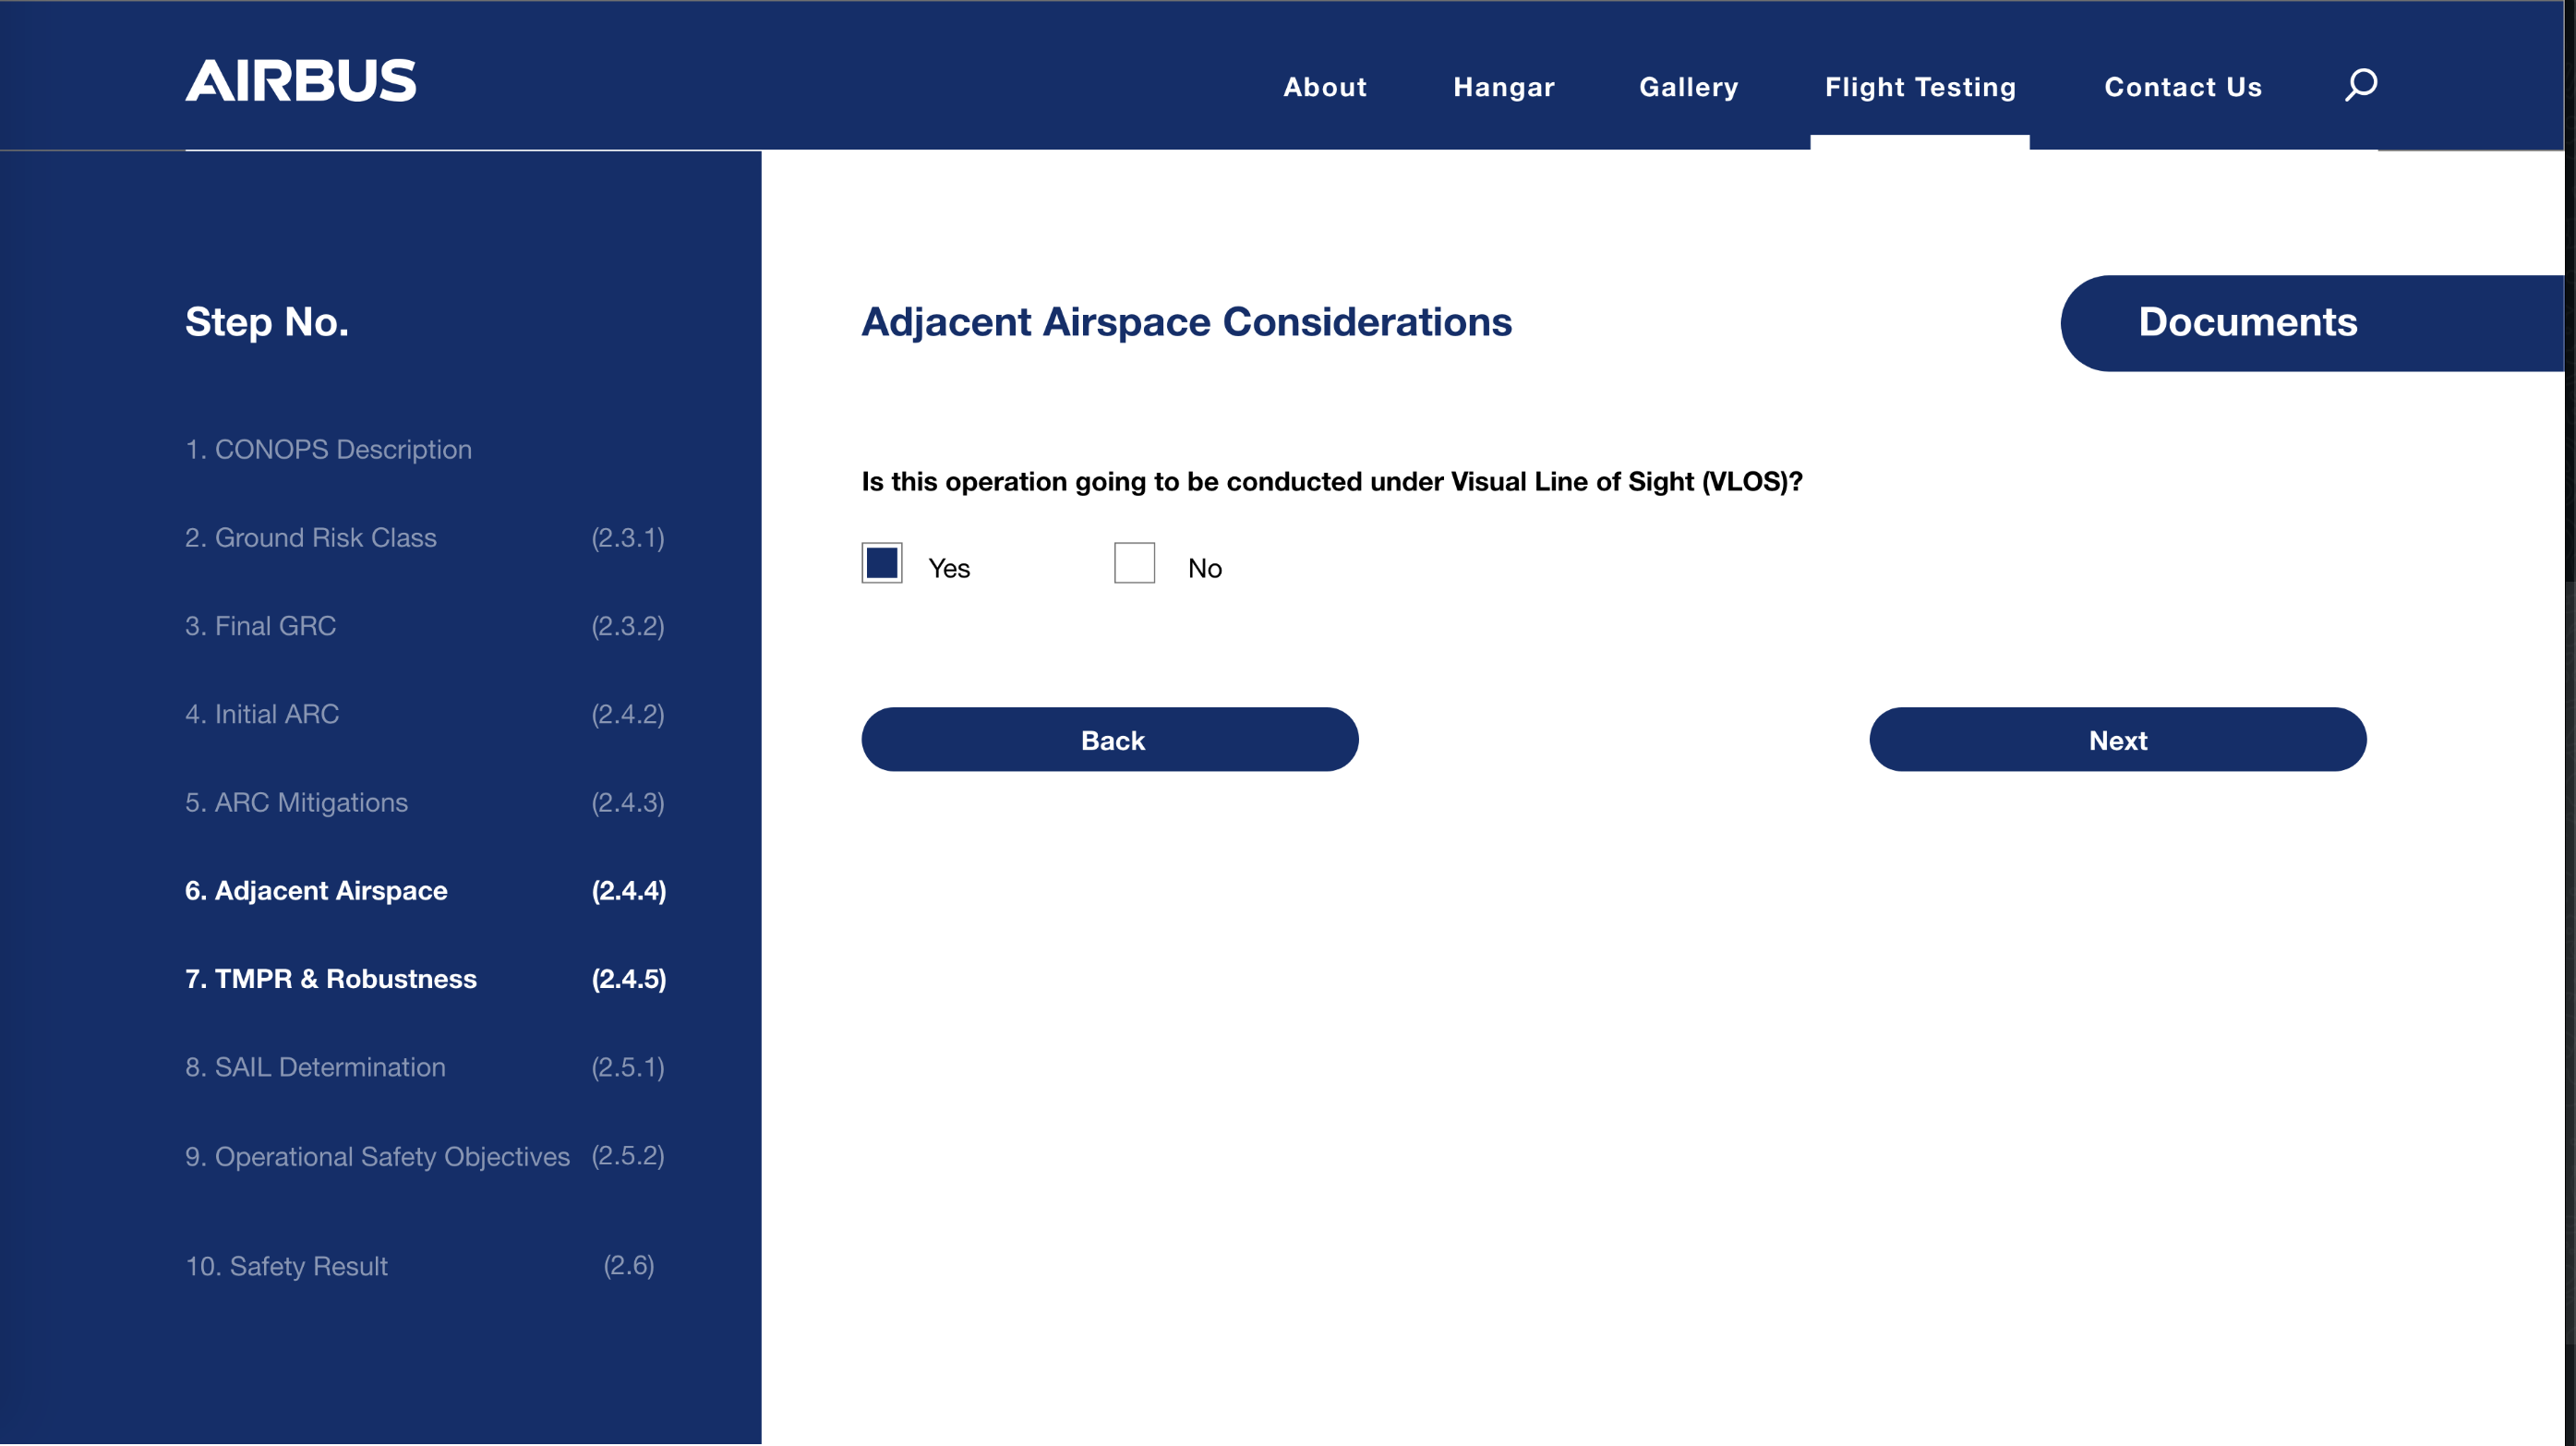 AIRBUS
About Hangar Gallery Flight Testing Contact Us
Step No.
1. CONOPS Description
2. Ground Risk Class (2.3.1)
3. Final GRC (2.3.2)
4. Initial ARC (2.4.2)
5. ARC Mitigations (2.4.3)
6. Adjacent Airspace (2.4.4)
7. TMPR & Robustness (2.4.5)
8. SAIL Determination (2.5.1)
9. Operational Safety Objectives (2.5.2)
10. Safety Result (2.6)
Adjacent Airspace Considerations
Documents
Is this operation going to be conducted under Visual Line of Sight (VLOS)?
Yes No
Back Next